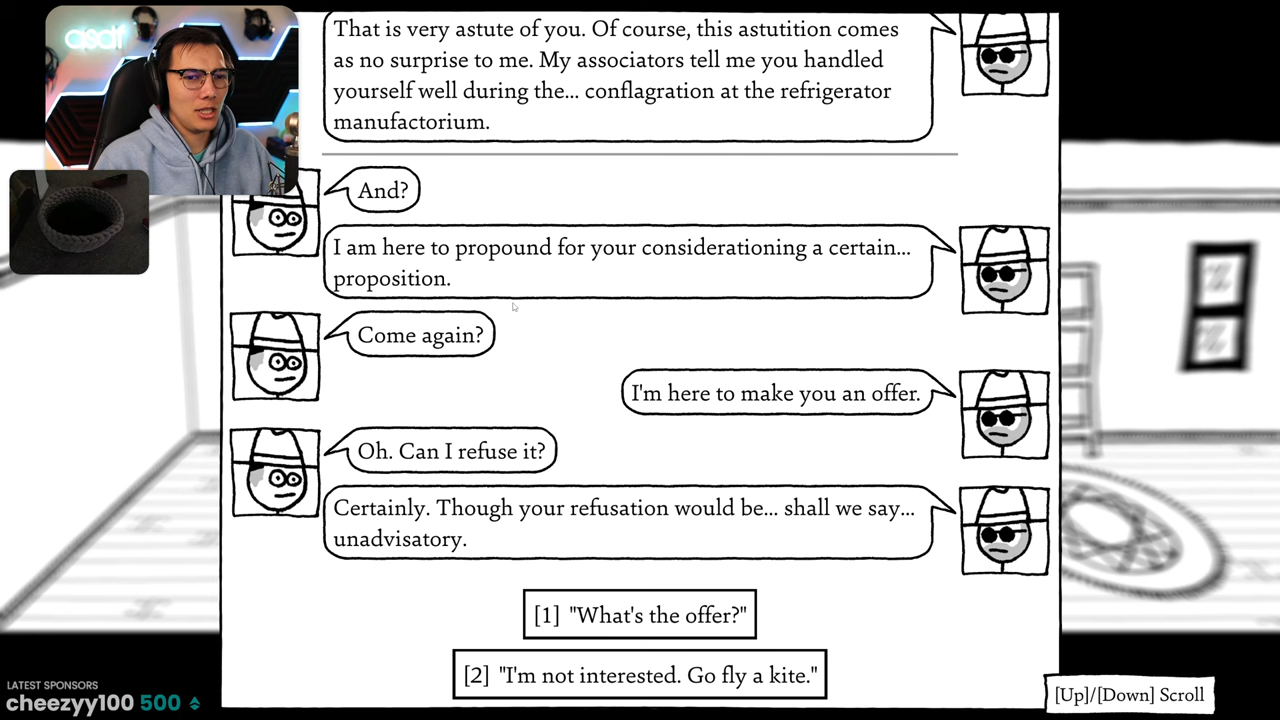 That is very astute of you. Of course, this astutition comes
as no surprise to me. My associators tell me you handled
yourself well during the... conflagration at the refrigerator
manufactorium.
And?
I am here to propound for your considerationing a certain...
proposition.
Come again?
I'm here to make you an offer.
Oh. Can I refuse it?
Certainly. Though your refusation would be... shall we say...
unadvisatory.
[1] "What's the offer?"
[2] "I'm not interested. Go fly a kite."
[Up]/[Down] Scroll
LATEST SPONSORS
cheezyy100 500